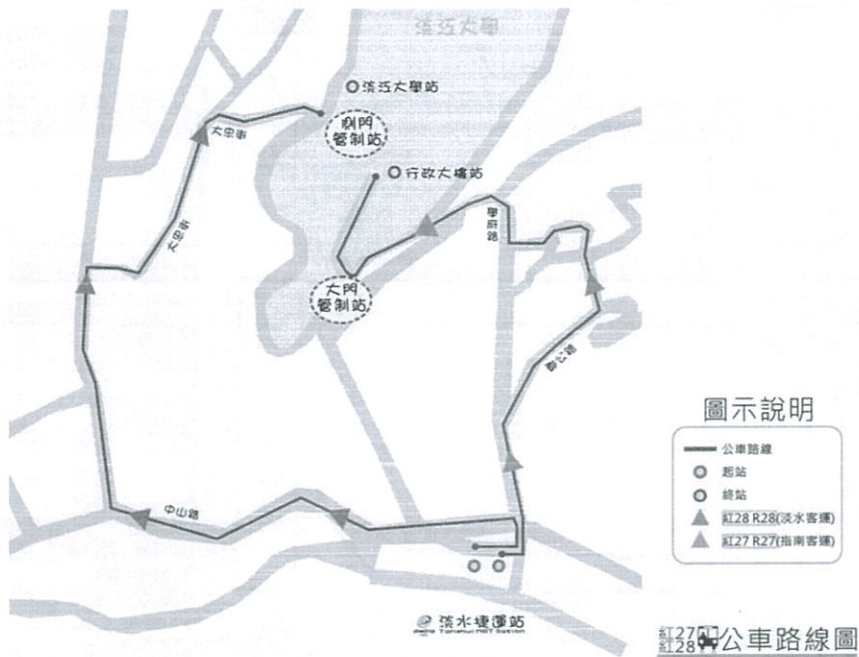 淡江大學
淡江大學站
側門
管制站
大忠街
行政大樓站
大忠街
學府路
大門
管制站
中山路
圖示說明
公車路線
起站
終站
紅28 R28(淡水客運)
紅27 R27(指南客運)
淡水捷運站
Tamshui MRT Station
紅27
紅28
公車路線圖